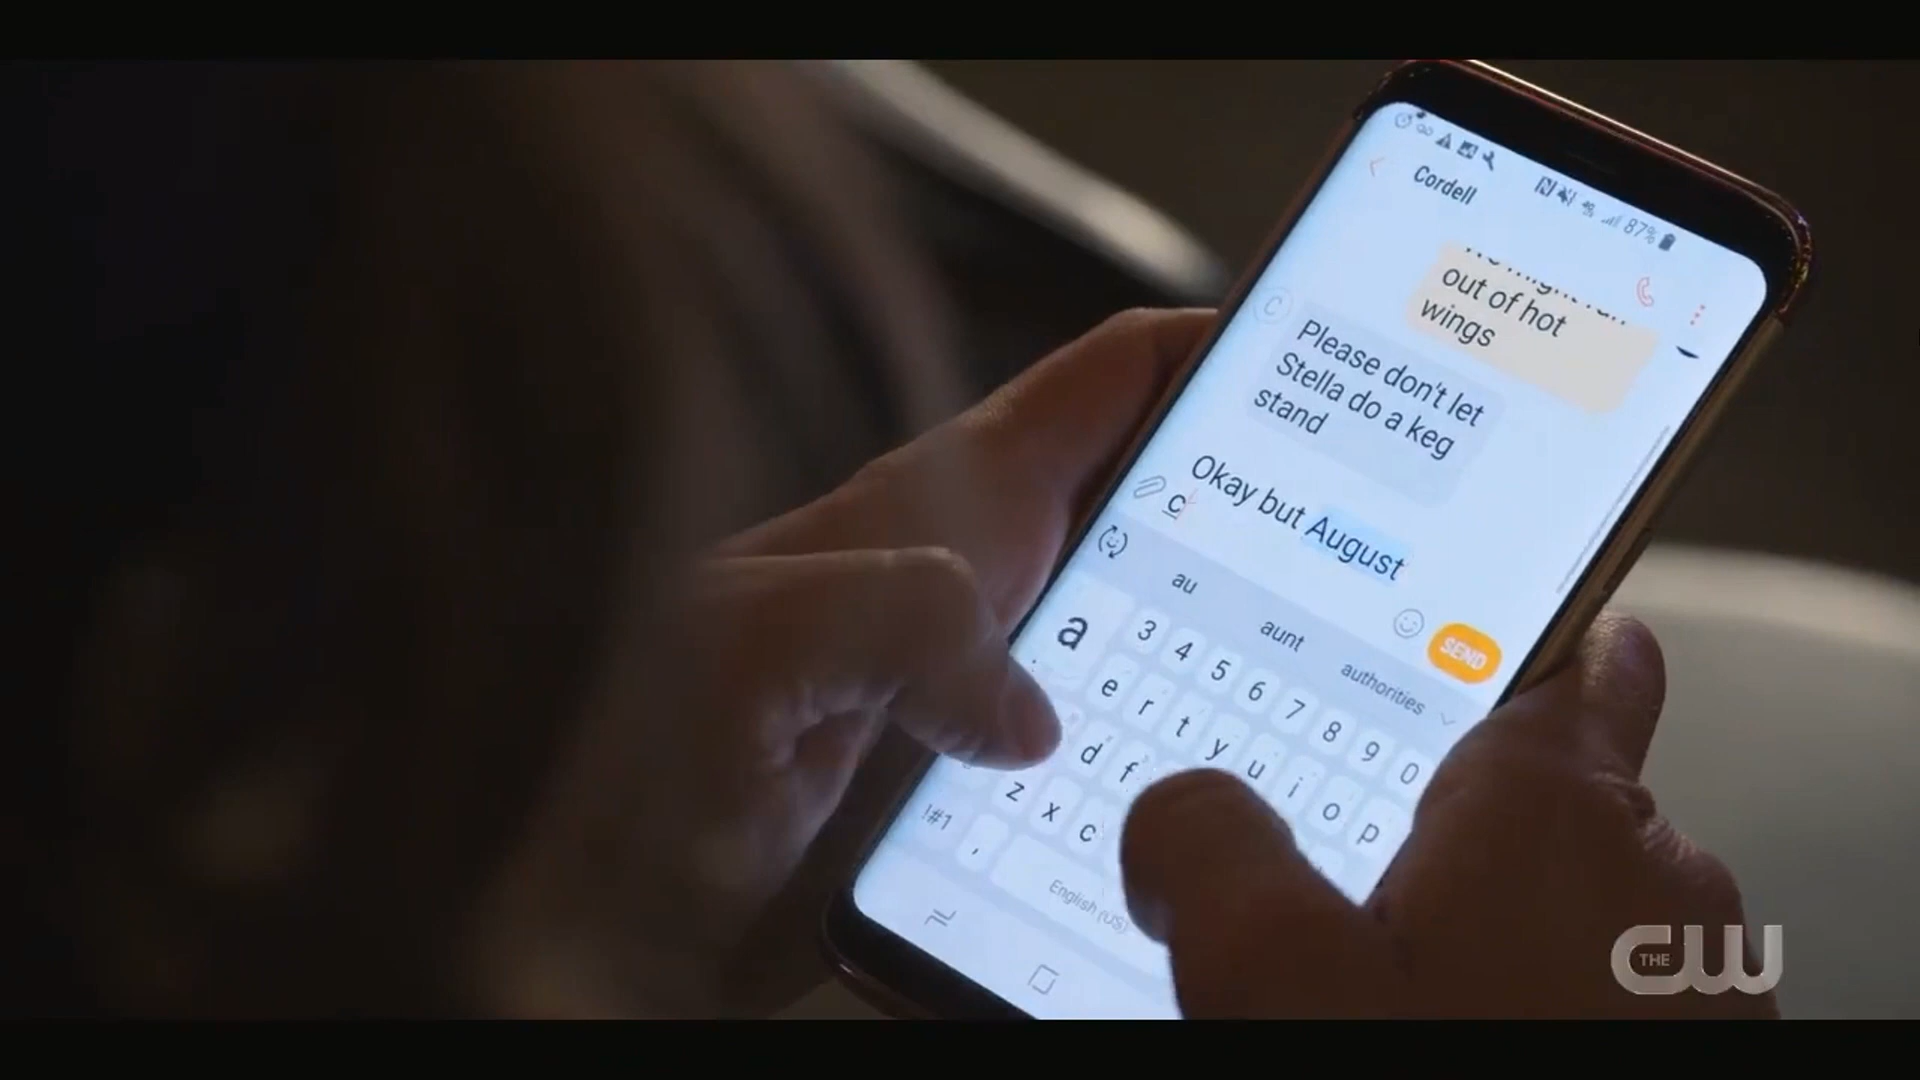 87%
Cordell
out of hot
wings
C
Please don't let
Stella do a keg
stand
Okay but August
c
au aunt authorities
SEND
a
3 4 5 6 7 8 9 0
e r t y u i o p
d f
z x c
!#1 ,
English (US)
THE CW